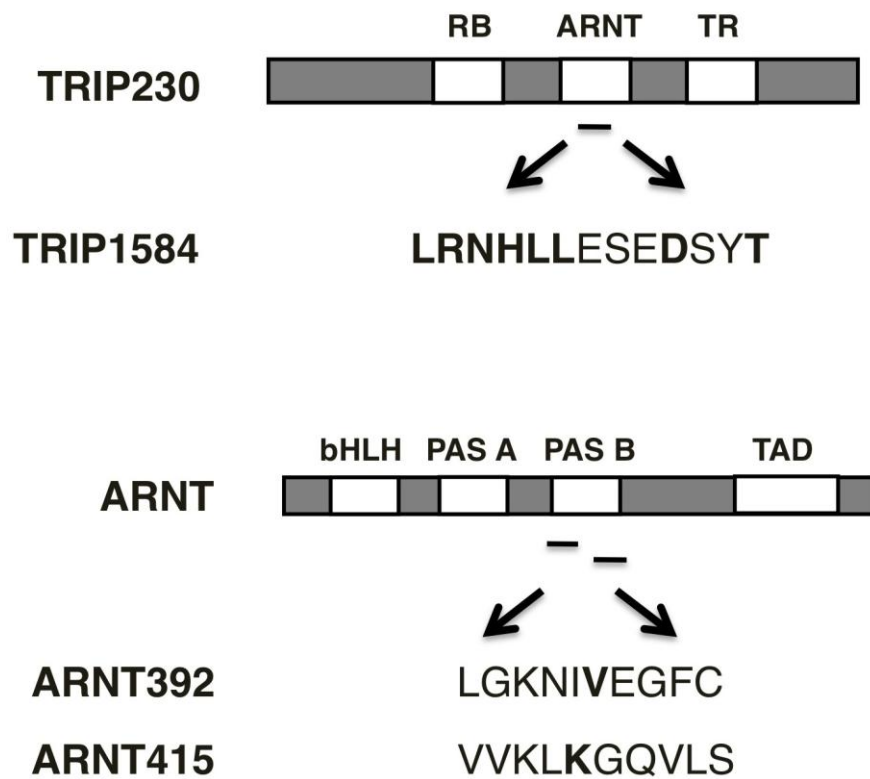 RB ARNT TR
TRIP230
TRIP1584 LRNHLLESEDSYT
bHLH PAS A PAS B TAD
ARNT
ARNT392 LGKNIVEGFC
ARNT415 VVKLKGQVLS